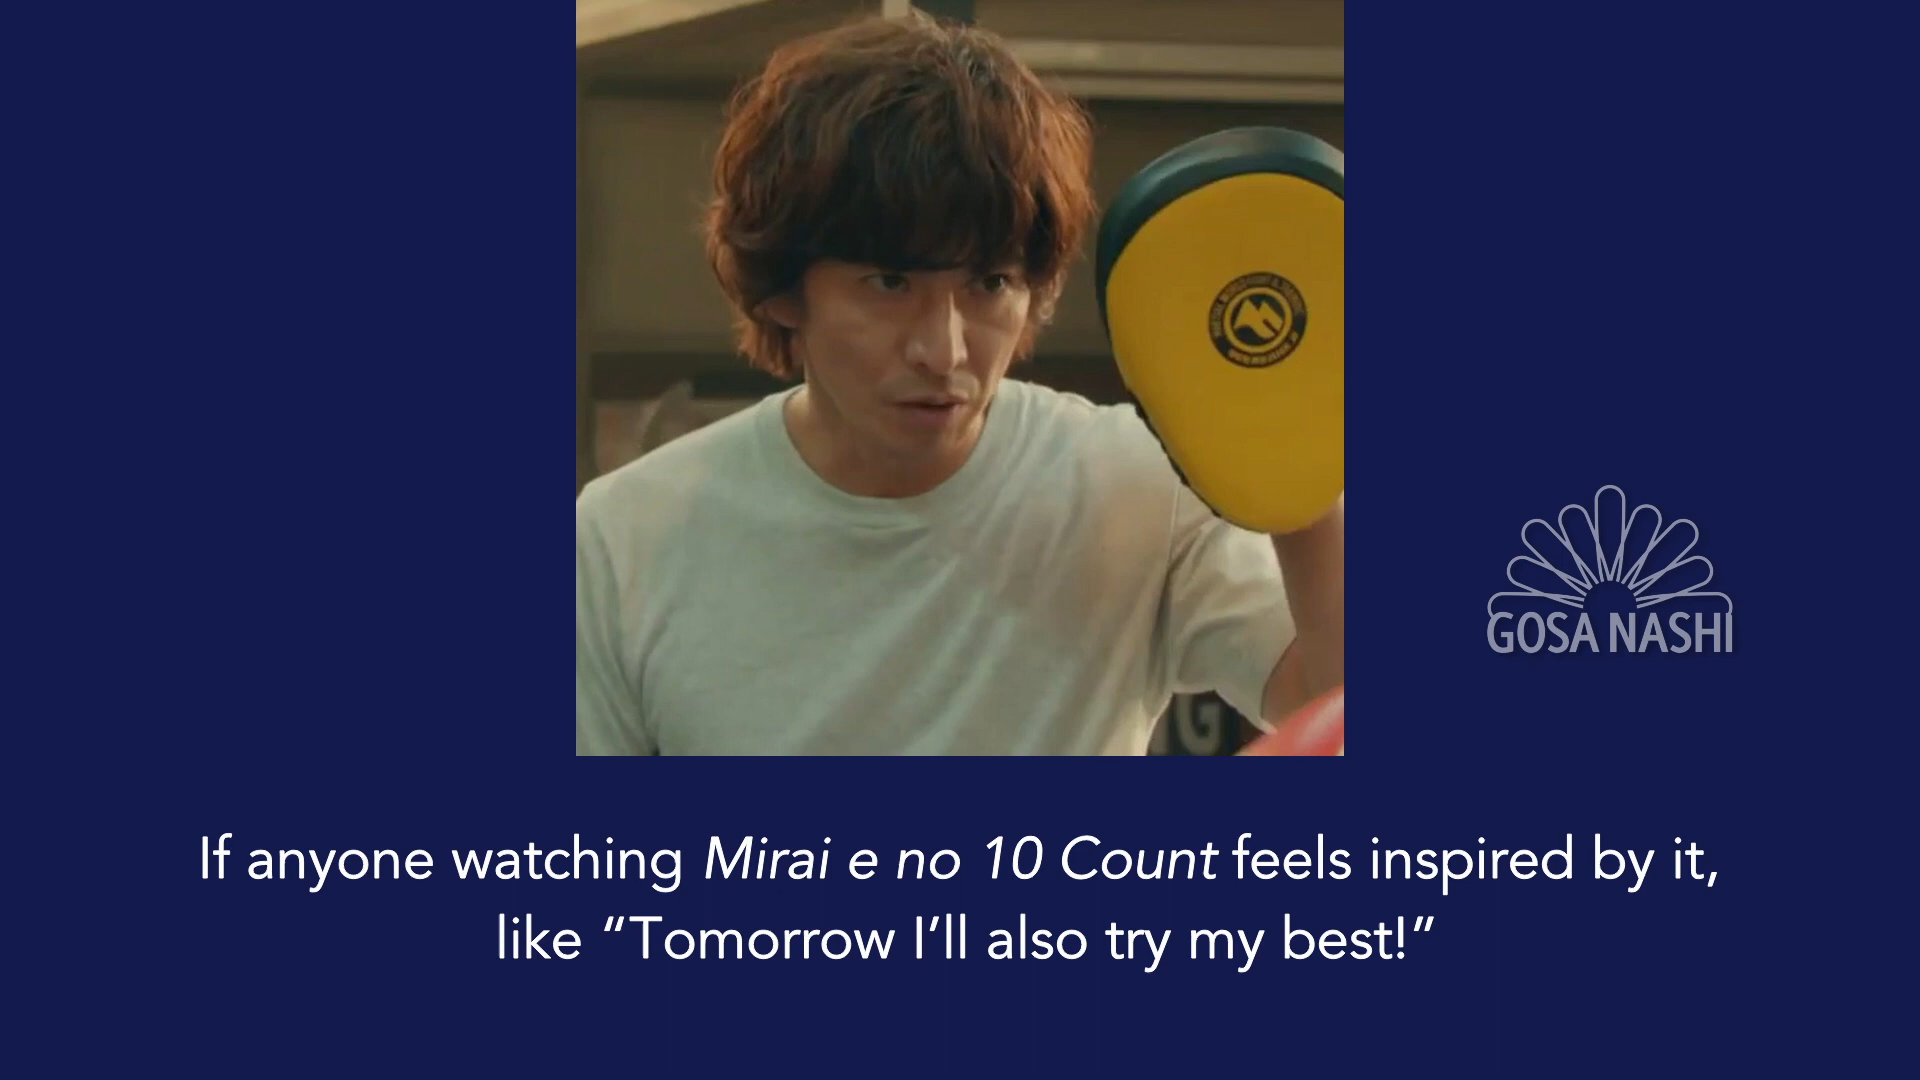 GOSA NASHI
If anyone watching Mirai e no 10 Count feels inspired by it,
like “Tomorrow I’ll also try my best!”